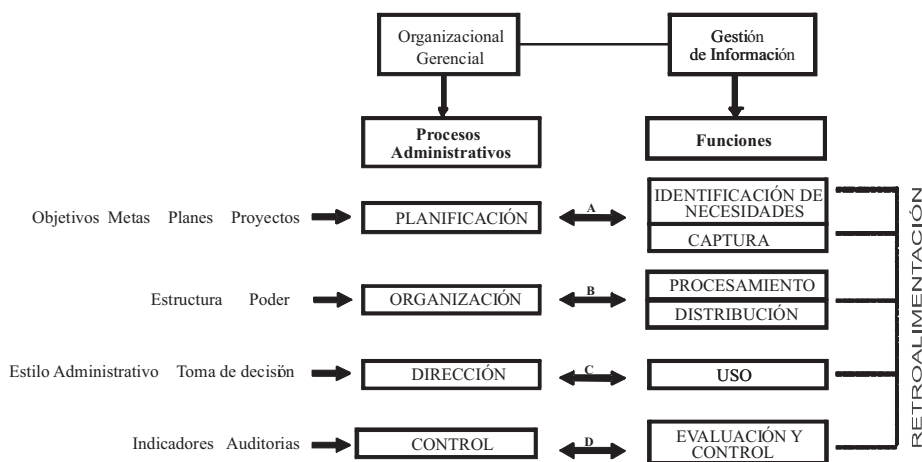 Organizacional
Gerencial
Gestión
de Información
Procesos
Administrativos
Funciones
Objetivos Metas Planes Proyectos
PLANIFICACIÓN
A
IDENTIFICACIÓN DE
NECESIDADES
CAPTURA
Estructura Poder
ORGANIZACIÓN
B
PROCESAMIENTO
DISTRIBUCIÓN
Estilo Administrativo Toma de decisión
DIRECCIÓN
C
USO
Indicadores Auditorias
CONTROL
D
EVALUACIÓN Y
CONTROL
RETROALIMENTACIÓN